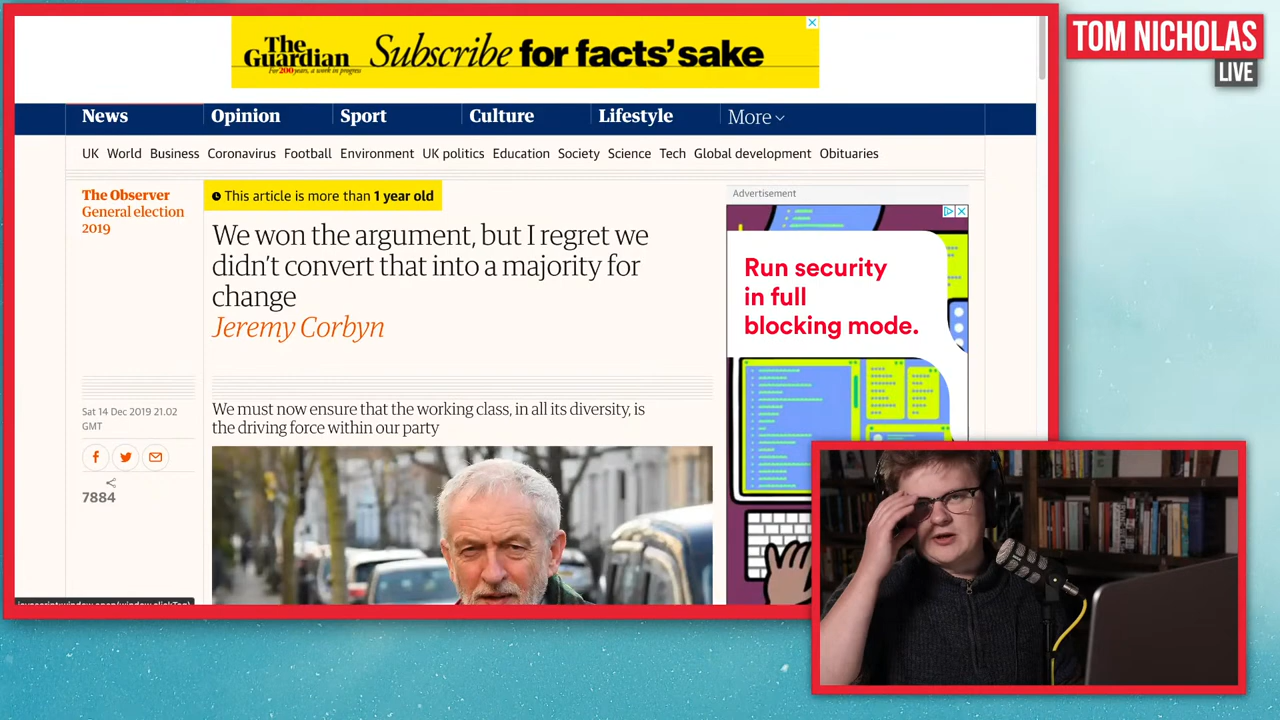 The Guardian
For 200 years, a work in progress
Subscribe for facts' sake
TOM NICHOLAS
LIVE
News
Opinion
Sport
Culture
Lifestyle
More
UK World Business Coronavirus Football Environment UK politics Education Society Science Tech Global development Obituaries
The Observer
General election
2019
This article is more than 1 year old
We won the argument, but I regret we
didn't convert that into a majority for
change
Jeremy Corbyn
Sat 14 Dec 2019 21.02
GMT
7884
We must now ensure that the working class, in all its diversity, is
the driving force within our party
Advertisement
Run security
in full
blocking mode.